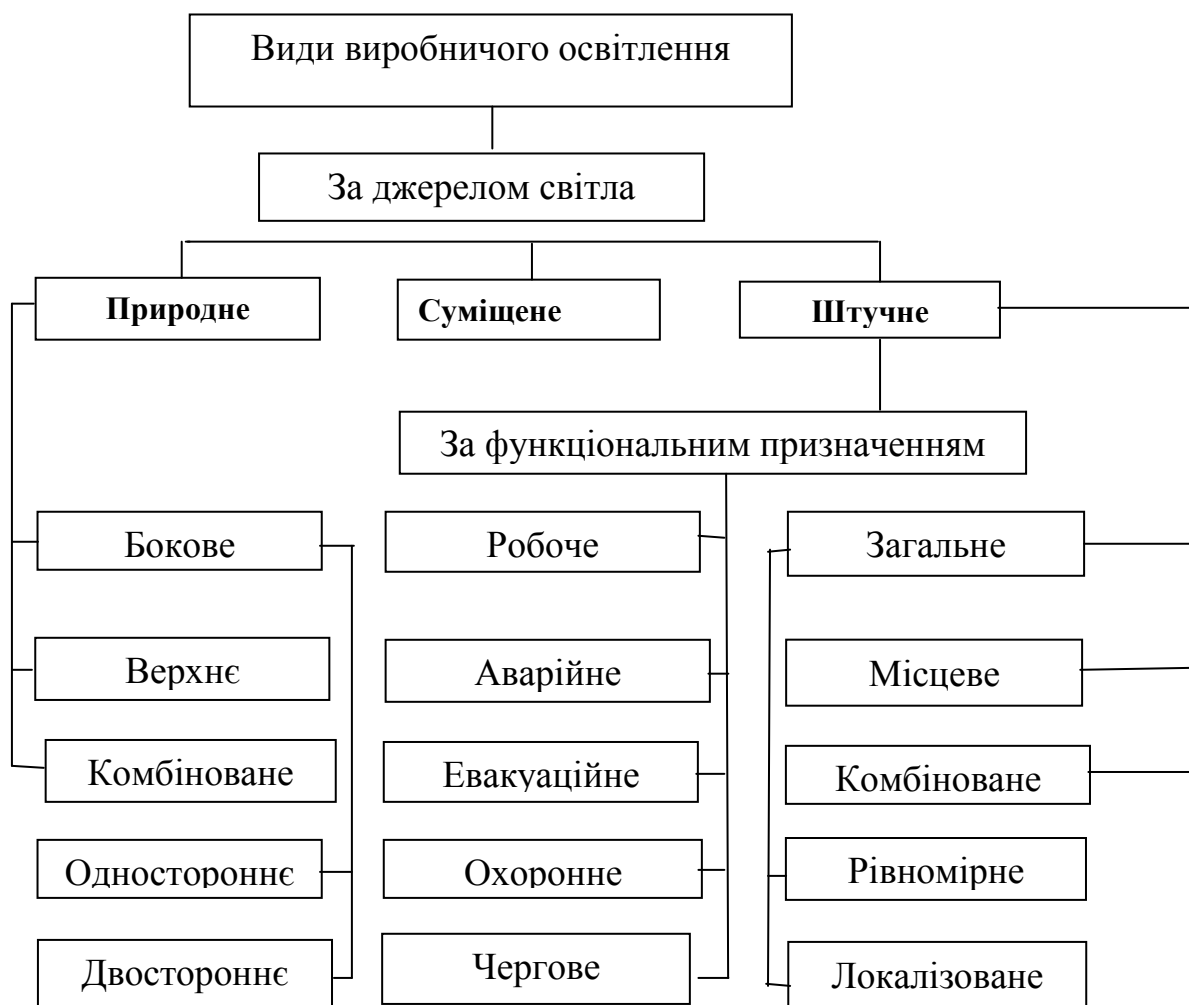 Види виробничого освітлення
За джерелом світла
Природне
Суміщене
Штучне
За функціональним призначенням
Бокове
Робоче
Загальне
Верхнє
Аварійне
Місцеве
Комбіноване
Евакуаційне
Комбіноване
Одностороннє
Охоронне
Рівномірне
Двостороннє
Чергове
Локалізоване